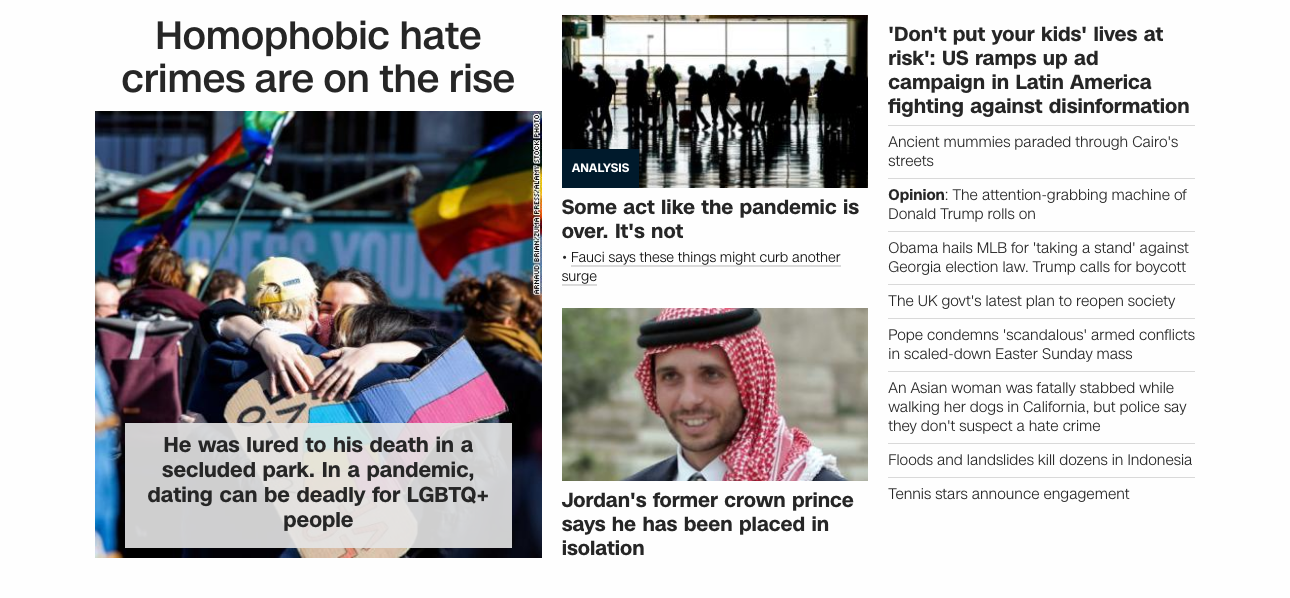 Homophobic hate
crimes are on the rise
ARNAUD BRIAN/ZUMA PRESS/ALAMY STOCK PHOTO
PRESS YOURSELF
He was lured to his death in a
secluded park. In a pandemic,
dating can be deadly for LGBTQ+
people
ANALYSIS
Some act like the pandemic is
over. It's not
• Fauci says these things might curb another
surge
Jordan's former crown prince
says he has been placed in
isolation
'Don't put your kids' lives at
risk': US ramps up ad
campaign in Latin America
fighting against disinformation
Ancient mummies paraded through Cairo's
streets
Opinion: The attention-grabbing machine of
Donald Trump rolls on
Obama hails MLB for 'taking a stand' against
Georgia election law. Trump calls for boycott
The UK govt's latest plan to reopen society
Pope condemns 'scandalous' armed conflicts
in scaled-down Easter Sunday mass
An Asian woman was fatally stabbed while
walking her dogs in California, but police say
they don't suspect a hate crime
Floods and landslides kill dozens in Indonesia
Tennis stars announce engagement